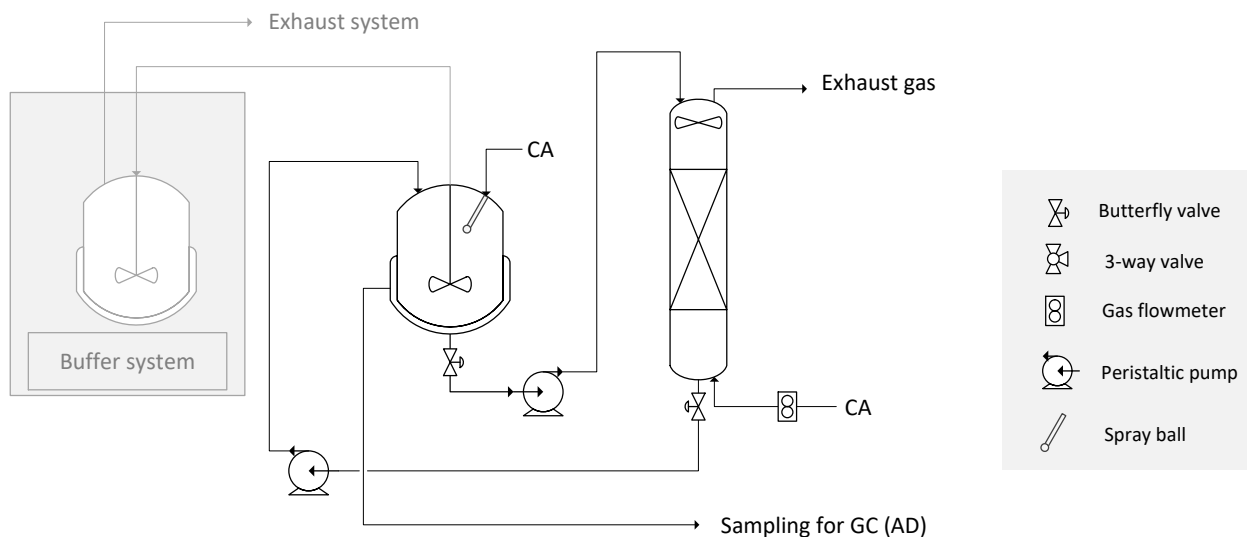 Exhaust system
Exhaust gas
CA
Buffer system
CA
Sampling for GC (AD)
Butterfly valve
3-way valve
Gas flowmeter
Peristaltic pump
Spray ball